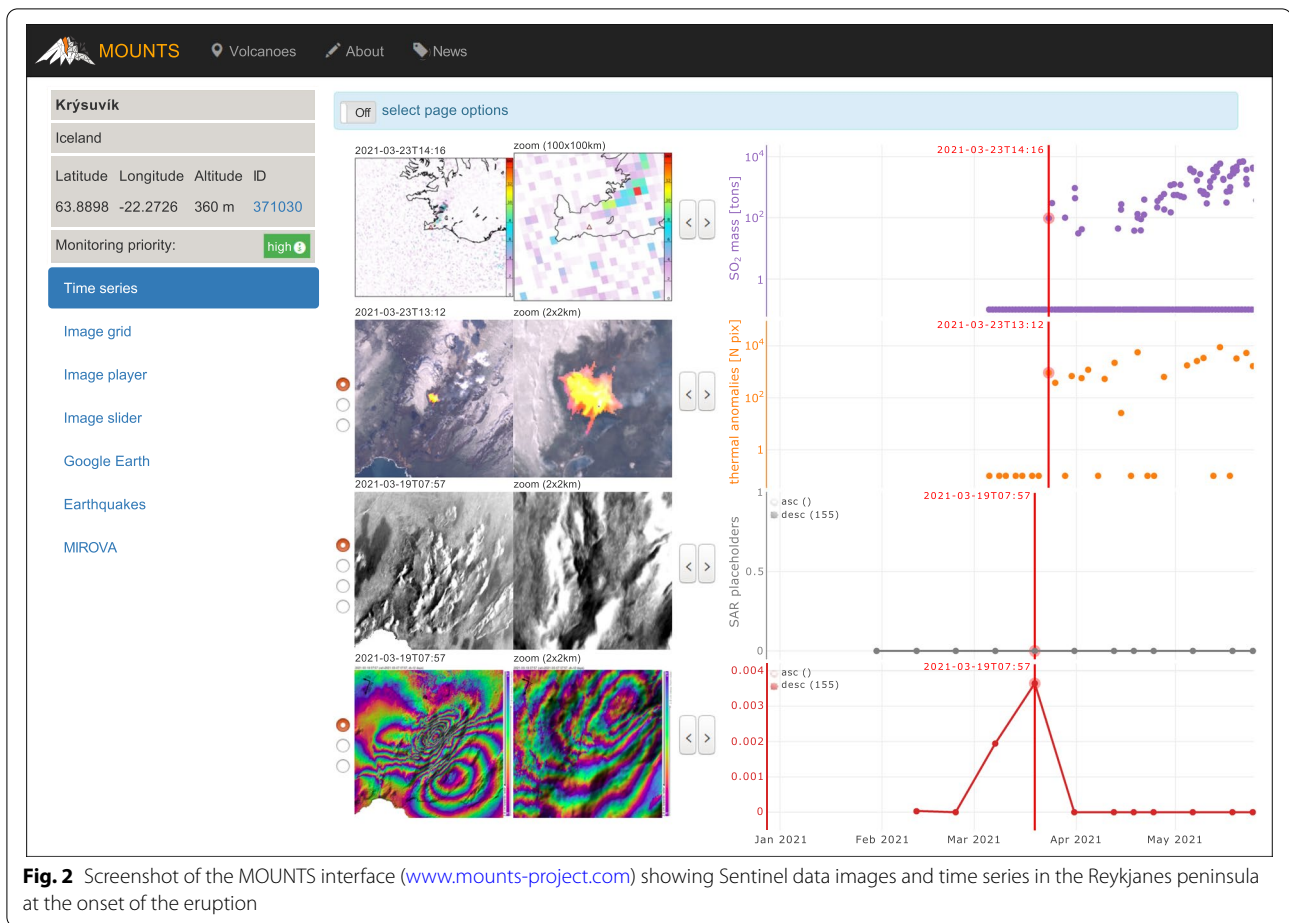 MOUNTS Volcanoes About News
Krýsuvík
Iceland
Latitude Longitude Altitude ID
63.8898 -22.2726 360 m 371030
Monitoring priority: high
Time series
Image grid
Image player
Image slider
Google Earth
Earthquakes
MIROVA
Off select page options
2021-03-23T14:16 zoom (100x100km)
2021-03-23T13:12 zoom (2x2km)
2021-03-19T07:57 zoom (2x2km)
2021-03-19T07:57 zoom (2x2km)
< >
< >
< >
< >
SO2 mass [tons]
10^4
10^2
1
2021-03-23T14:16
thermal anomalies [N pix]
10^4
10^2
1
2021-03-23T13:12
SAR placeholders
1
0.5
0
asc ()
desc (155)
2021-03-19T07:57
0.004
0.003
0.002
0.001
0
asc ()
desc (155)
2021-03-19T07:57
Jan 2021 Feb 2021 Mar 2021 Apr 2021 May 2021
Fig. 2 Screenshot of the MOUNTS interface (www.mounts-project.com) showing Sentinel data images and time series in the Reykjanes peninsula
at the onset of the eruption